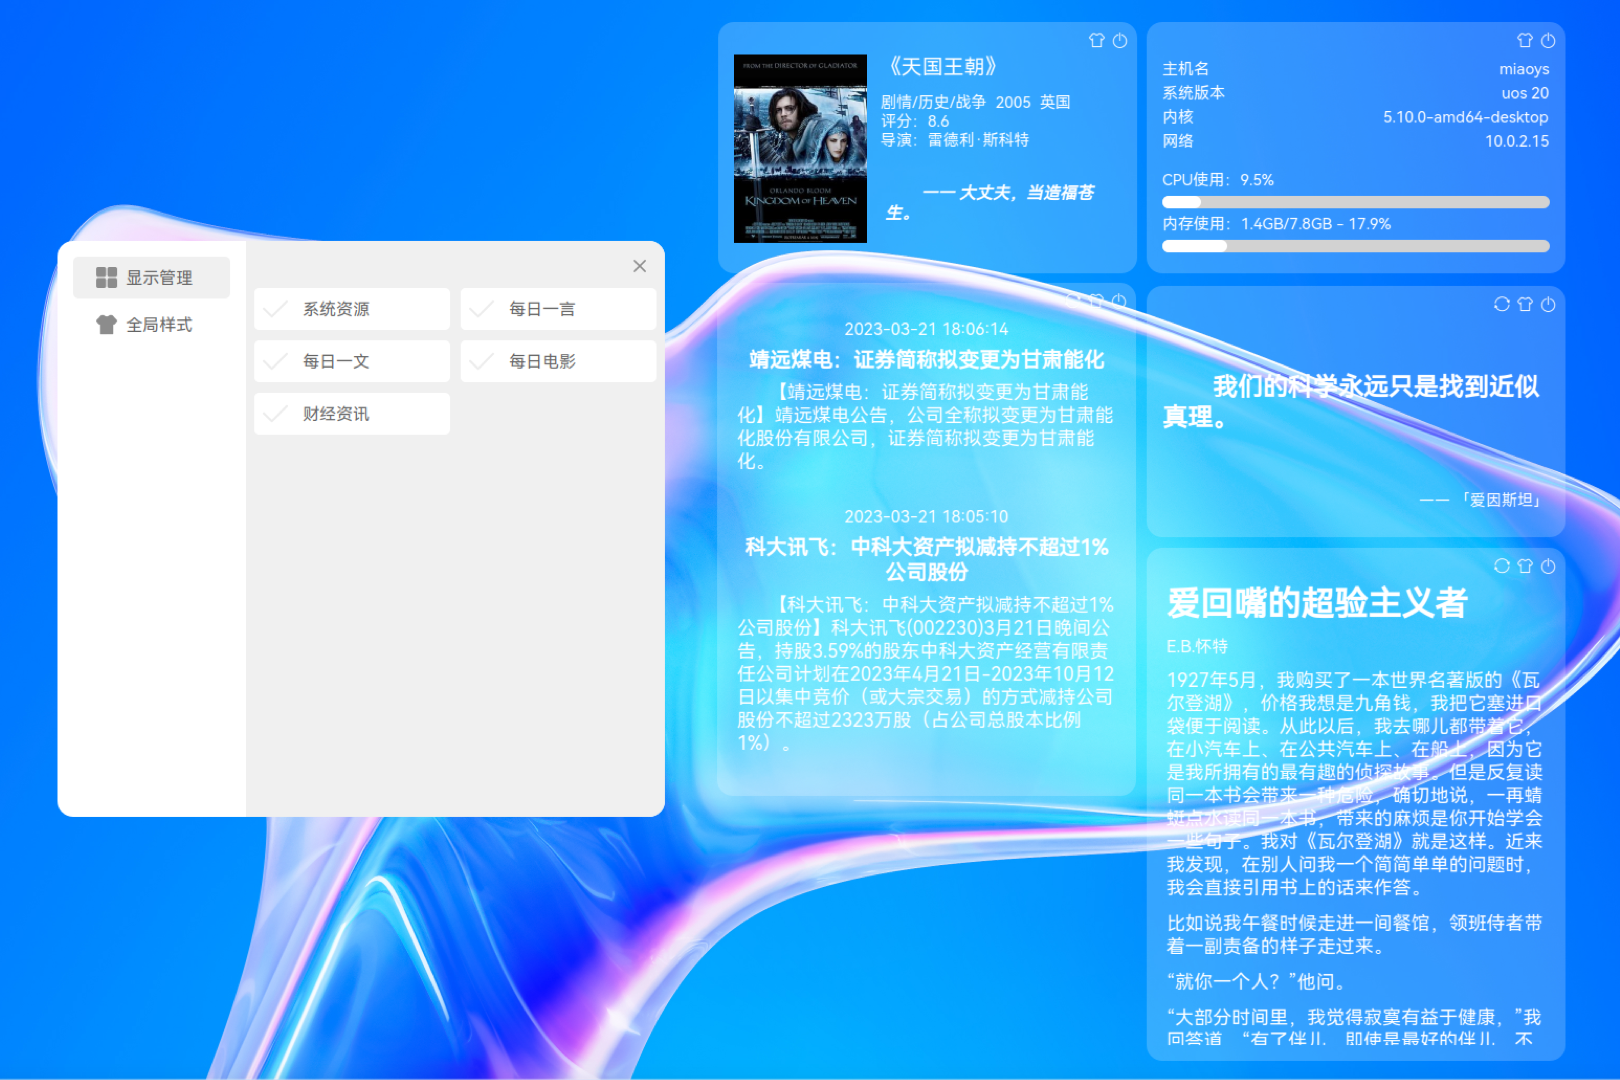 显示管理
全局样式
系统资源
每日一言
每日一文
每日电影
财经资讯
FROM THE DIRECTOR OF GLADIATOR
ORLANDO BLOOM
KINGDOM OF HEAVEN
《天国王朝》
剧情/历史/战争 2005 英国
评分：8.6
导演：雷德利·斯科特
—— 大丈夫，当造福苍
生。
主机名 miaoys
系统版本 uos 20
内核 5.10.0-amd64-desktop
网络 10.0.2.15
CPU使用：9.5%
内存使用：1.4GB/7.8GB - 17.9%
2023-03-21 18:06:14
靖远煤电：证券简称拟变更为甘肃能化
【靖远煤电：证券简称拟变更为甘肃能
化】靖远煤电公告，公司全称拟变更为甘肃能
化股份有限公司，证券简称拟变更为甘肃能
化。
2023-03-21 18:05:10
科大讯飞：中科大资产拟减持不超过1%
公司股份
【科大讯飞：中科大资产拟减持不超过1%
公司股份】科大讯飞(002230)3月21日晚间公
告，持股3.59%的股东中科大资产经营有限责
任公司计划在2023年4月21日-2023年10月12
日以集中竞价（或大宗交易）的方式减持公司
股份不超过2323万股（占公司总股本比例
1%）。
我们的科学永远只是找到近似
真理。
—— 「爱因斯坦」
爱回嘴的超验主义者
E.B.怀特
1927年5月，我购买了一本世界名著版的《瓦
尔登湖》，价格我想是九角钱，我把它塞进口
袋便于阅读。从此以后，我去哪儿都带着它，
在小汽车上、在公共汽车上、在船上，因为它
是我所拥有的最有趣的侦探故事。但是反复读
同一本书会带来一种危险，确切地说，一再蜻
蜓点水读同一本书，带来的麻烦是你开始学会
一些句子。我对《瓦尔登湖》就是这样。近来
我发现，在别人问我一个简简单单的问题时，
我会直接引用书上的话来作答。
比如说我午餐时候走进一间餐馆，领班侍者带
着一副责备的样子走过来。
“就你一个人？”他问。
“大部分时间里，我觉得寂寞有益于健康，”我
回答道，“有了伴儿，即使是最好的伴儿，不